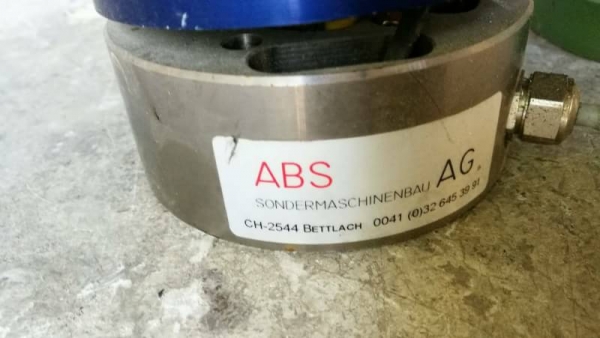 ABS
SONDERMASCHINENBAU AG.
CH-2544 BETTLACH 0041 (0)32 645 39 91